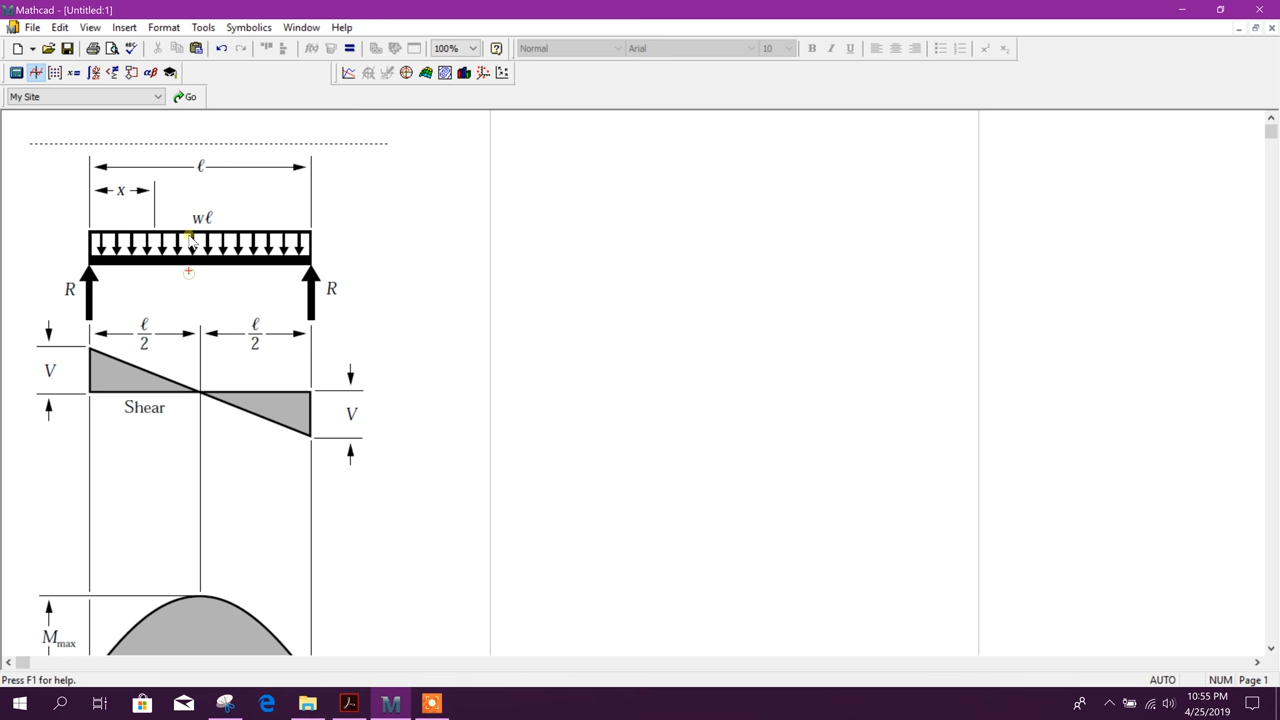 Mathcad - [Untitled:1]
File Edit View Insert Format Tools Symbolics Window Help
100% Normal Arial 10 B I U
My Site Go
ℓ
x
wℓ
R R
ℓ/2 ℓ/2
V
Shear
V
Mmax
Press F1 for help. AUTO NUM Page 1
10:55 PM
4/25/2019